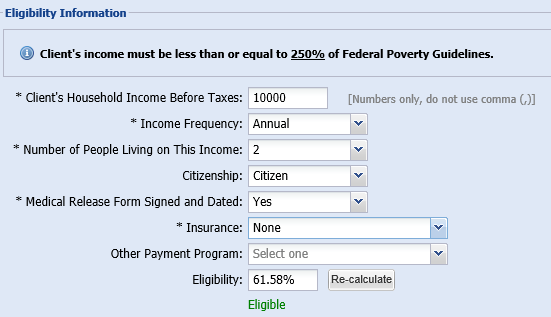 Eligibility Information
Client's income must be less than or equal to 250% of Federal Poverty Guidelines.
* Client's Household Income Before Taxes: 10000 [Numbers only, do not use comma (,)]
* Income Frequency: Annual
* Number of People Living on This Income: 2
Citizenship: Citizen
* Medical Release Form Signed and Dated: Yes
* Insurance: None
Other Payment Program: Select one
Eligibility: 61.58% Re-calculate
Eligible